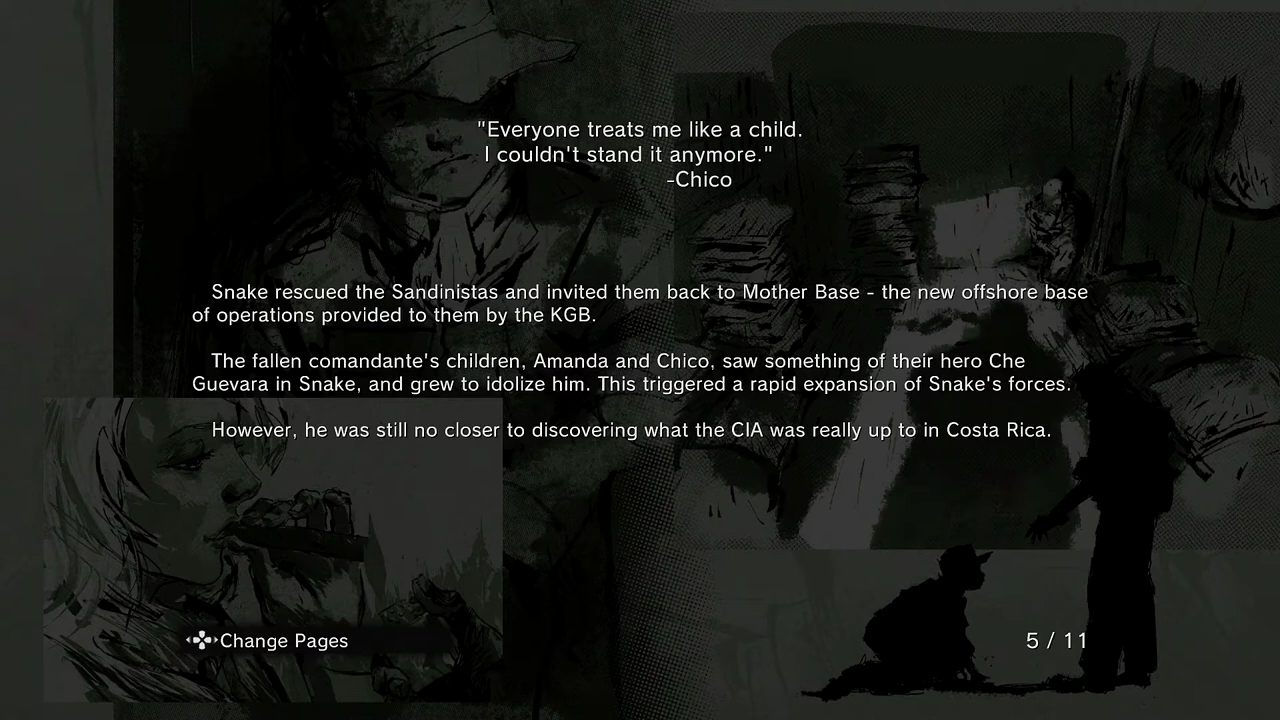 "Everyone treats me like a child.
I couldn't stand it anymore."
-Chico
Snake rescued the Sandinistas and invited them back to Mother Base - the new offshore base
of operations provided to them by the KGB.
The fallen comandante's children, Amanda and Chico, saw something of their hero Che
Guevara in Snake, and grew to idolize him. This triggered a rapid expansion of Snake's forces.
However, he was still no closer to discovering what the CIA was really up to in Costa Rica.
Change Pages
5 / 11